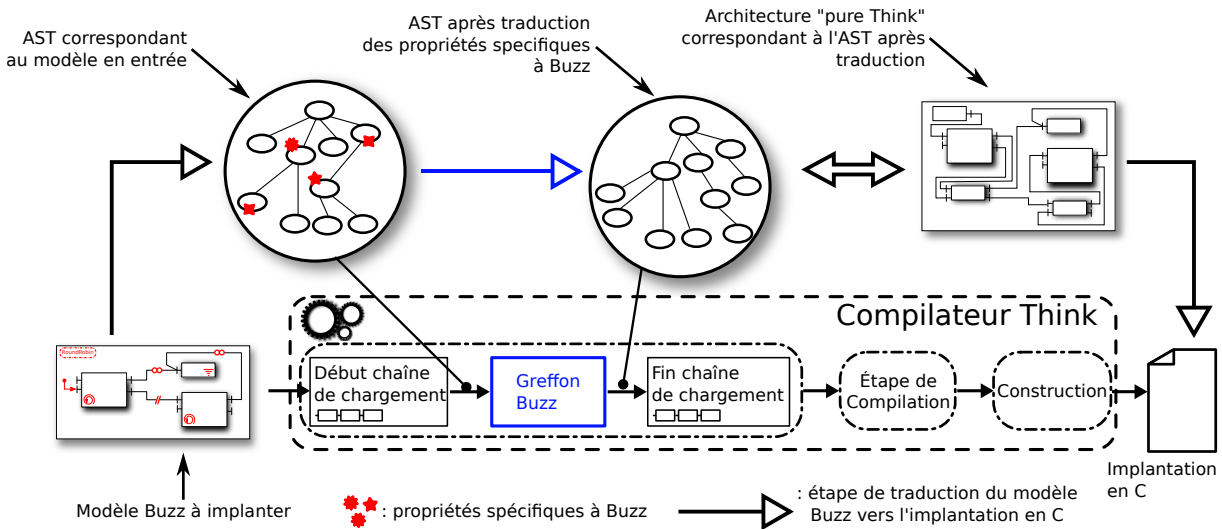 AST correspondant
au modèle en entrée
AST après traduction
des propriétés specifiques
à Buzz
Architecture "pure Think"
correspondant à l'AST après
traduction
Compilateur Think
RoundRobin
Début chaîne
de chargement
Greffon
Buzz
Fin chaîne
de chargement
Étape de
Compilation
Construction
Implantation
en C
Modèle Buzz à implanter
: propriétés spécifiques à Buzz
: étape de traduction du modèle
Buzz vers l'implantation en C